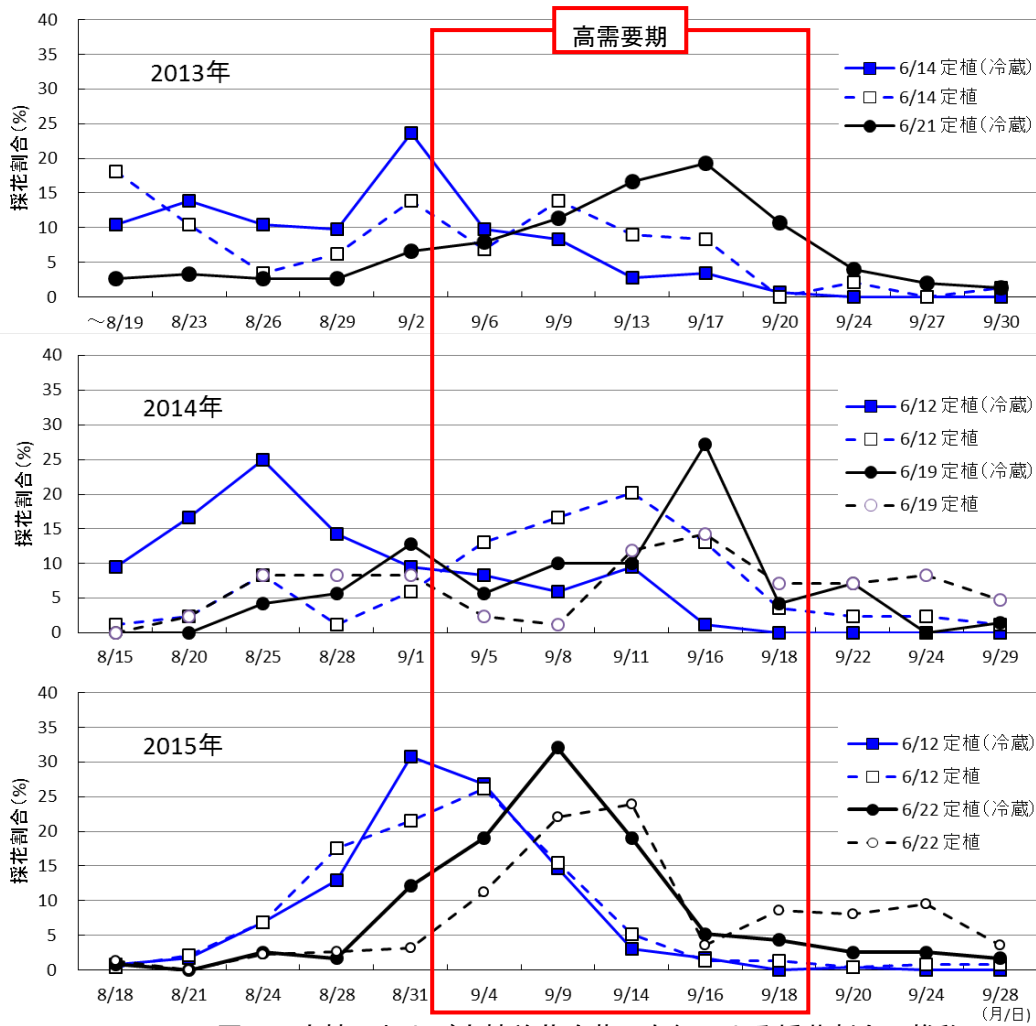 高需要期
2013年
採花割合(%)
40
35
30
25
20
15
10
5
0
6/14 定植(冷蔵)
6/14 定植
6/21 定植(冷蔵)
～8/19 8/23 8/26 8/29 9/2 9/6 9/9 9/13 9/17 9/20 9/24 9/27 9/30
2014年
採花割合(%)
40
35
30
25
20
15
10
5
0
6/12 定植(冷蔵)
6/12 定植
6/19 定植(冷蔵)
6/19 定植
8/15 8/20 8/25 8/28 9/1 9/5 9/8 9/11 9/16 9/18 9/22 9/24 9/29
2015年
採花割合(%)
40
35
30
25
20
15
10
5
0
6/12 定植(冷蔵)
6/12 定植
6/22 定植(冷蔵)
6/22 定植
8/18 8/21 8/24 8/28 8/31 9/4 9/9 9/14 9/16 9/18 9/20 9/24 9/28
(月/日)